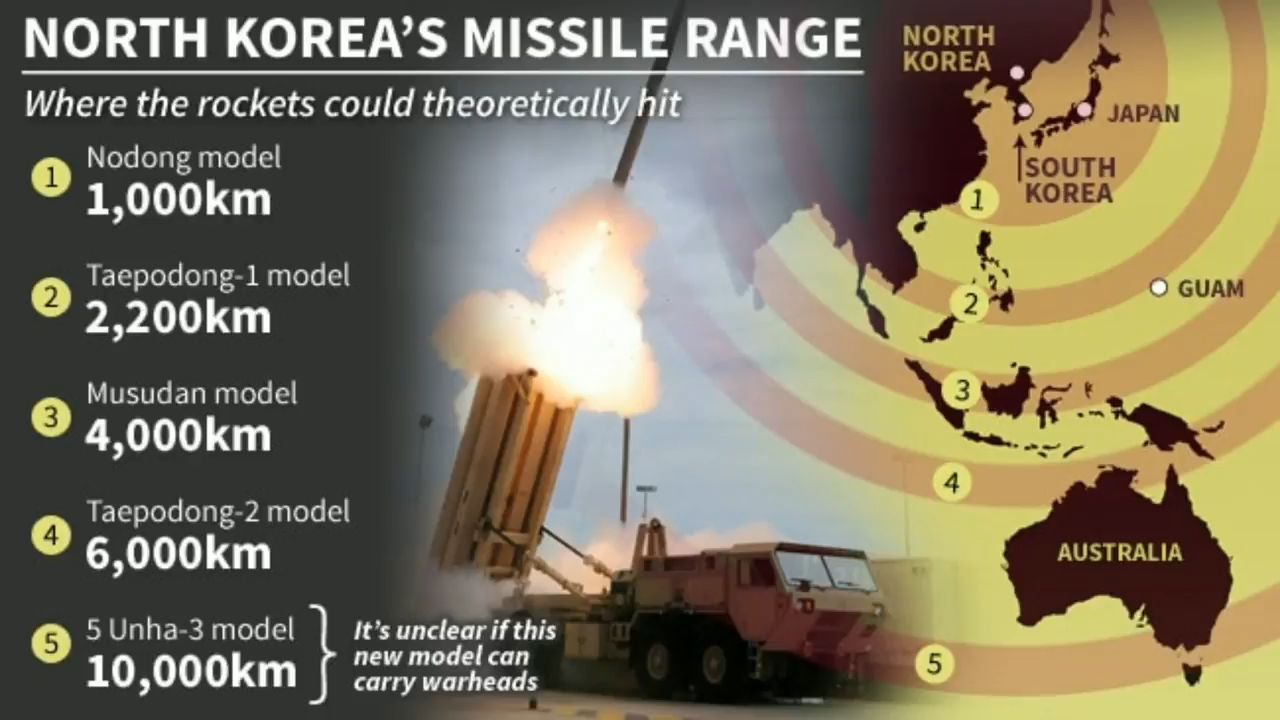 NORTH KOREA'S MISSILE RANGE
Where the rockets could theoretically hit
1
Nodong model
1,000km
2
Taepodong-1 model
2,200km
3
Musudan model
4,000km
4
Taepodong-2 model
6,000km
5
5 Unha-3 model
10,000km
It's unclear if this
new model can
carry warheads
NORTH
KOREA
JAPAN
SOUTH
KOREA
1
GUAM
2
3
4
AUSTRALIA
5